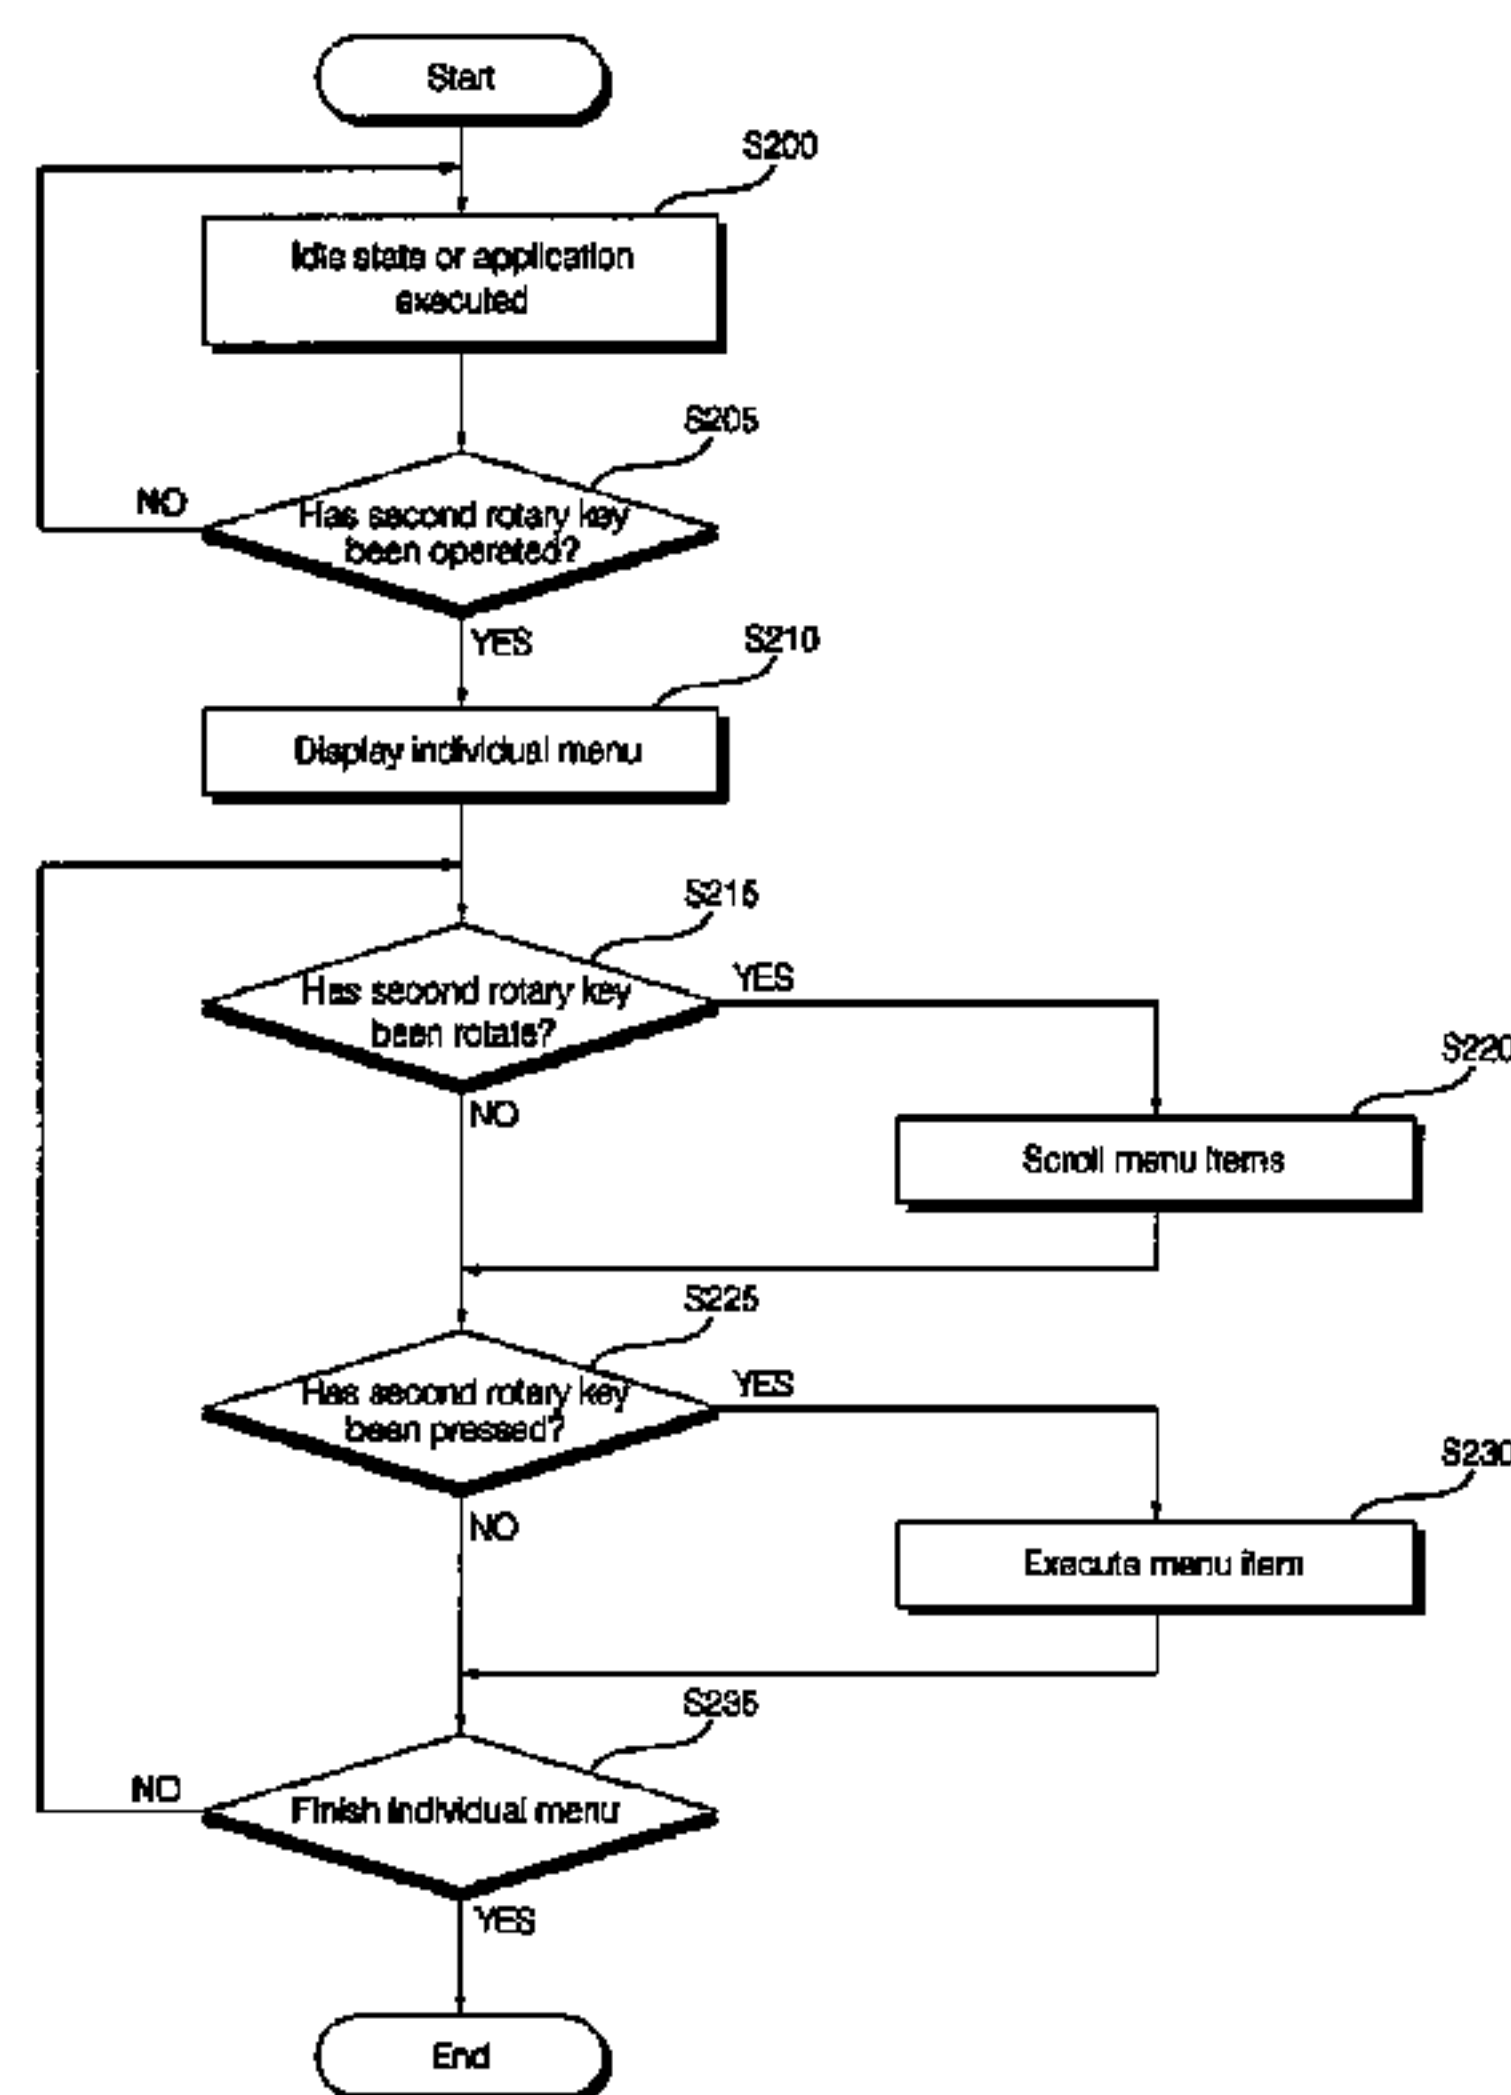 Start
S200
Idle state or application
executed
S205
Has second rotary key
been operated?
NO
YES
S210
Display individual menu
S215
Has second rotary key
been rotate?
YES
NO
S220
Scroll menu items
S225
Has second rotary key
been pressed?
YES
NO
S230
Execute menu item
S235
Finish individual menu
NO
YES
End